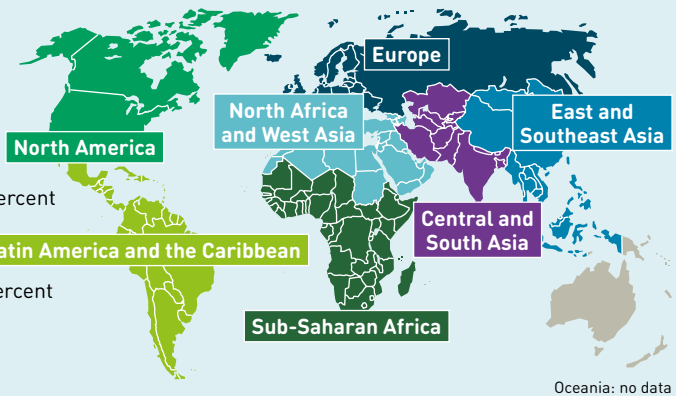 Europe
North Africa
and West Asia
East and
Southeast Asia
North America
ercent
Central and
South Asia
atin America and the Caribbean
ercent
Sub-Saharan Africa
Oceania: no data